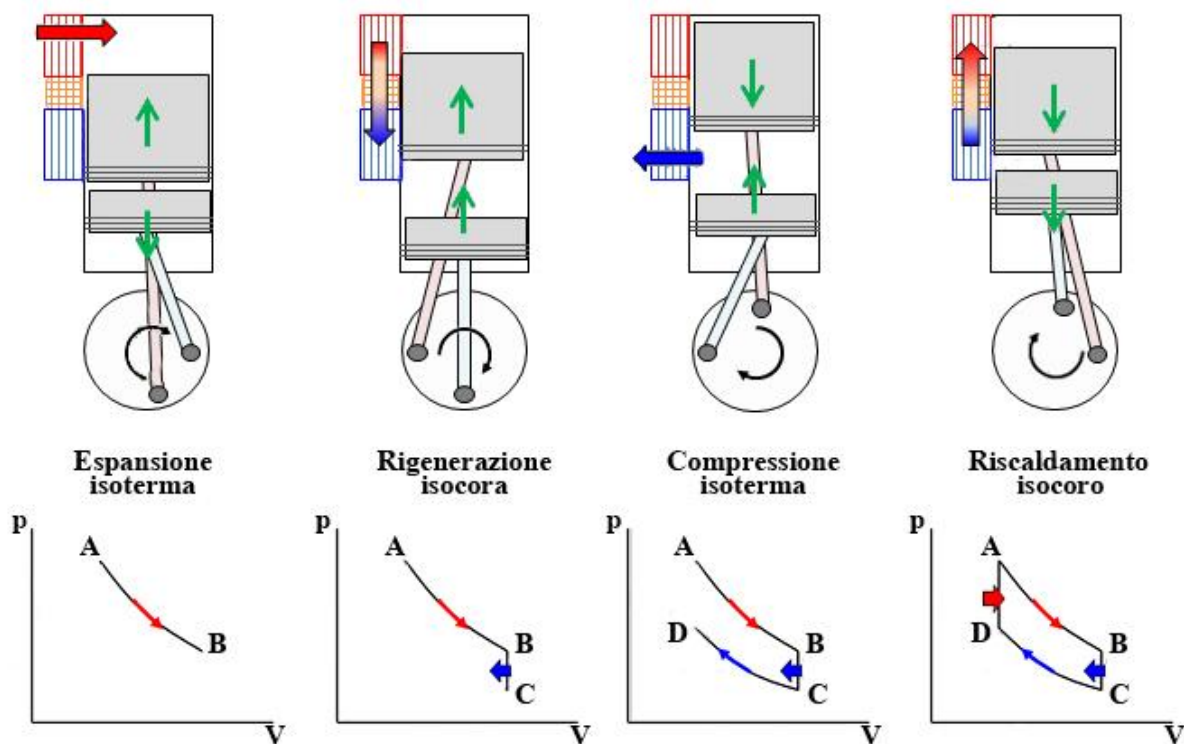 Espansione
isoterma
Rigenerazione
isocora
Compressione
isoterma
Riscaldamento
isocoro
p
A
B
V
p
A
B
C
V
p
A
D
B
C
V
p
A
D
B
C
V